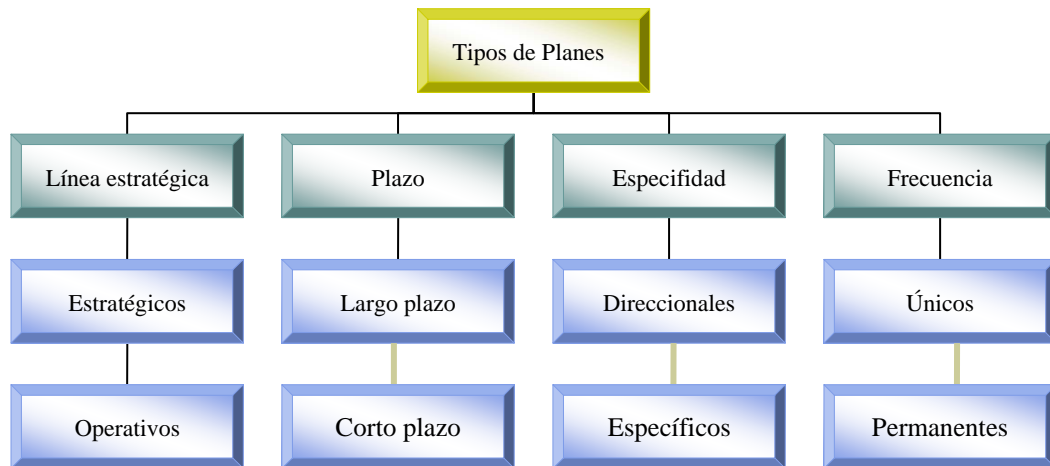 Tipos de Planes
Línea estratégica
Plazo
Especifidad
Frecuencia
Estratégicos
Largo plazo
Direccionales
Únicos
Operativos
Corto plazo
Específicos
Permanentes